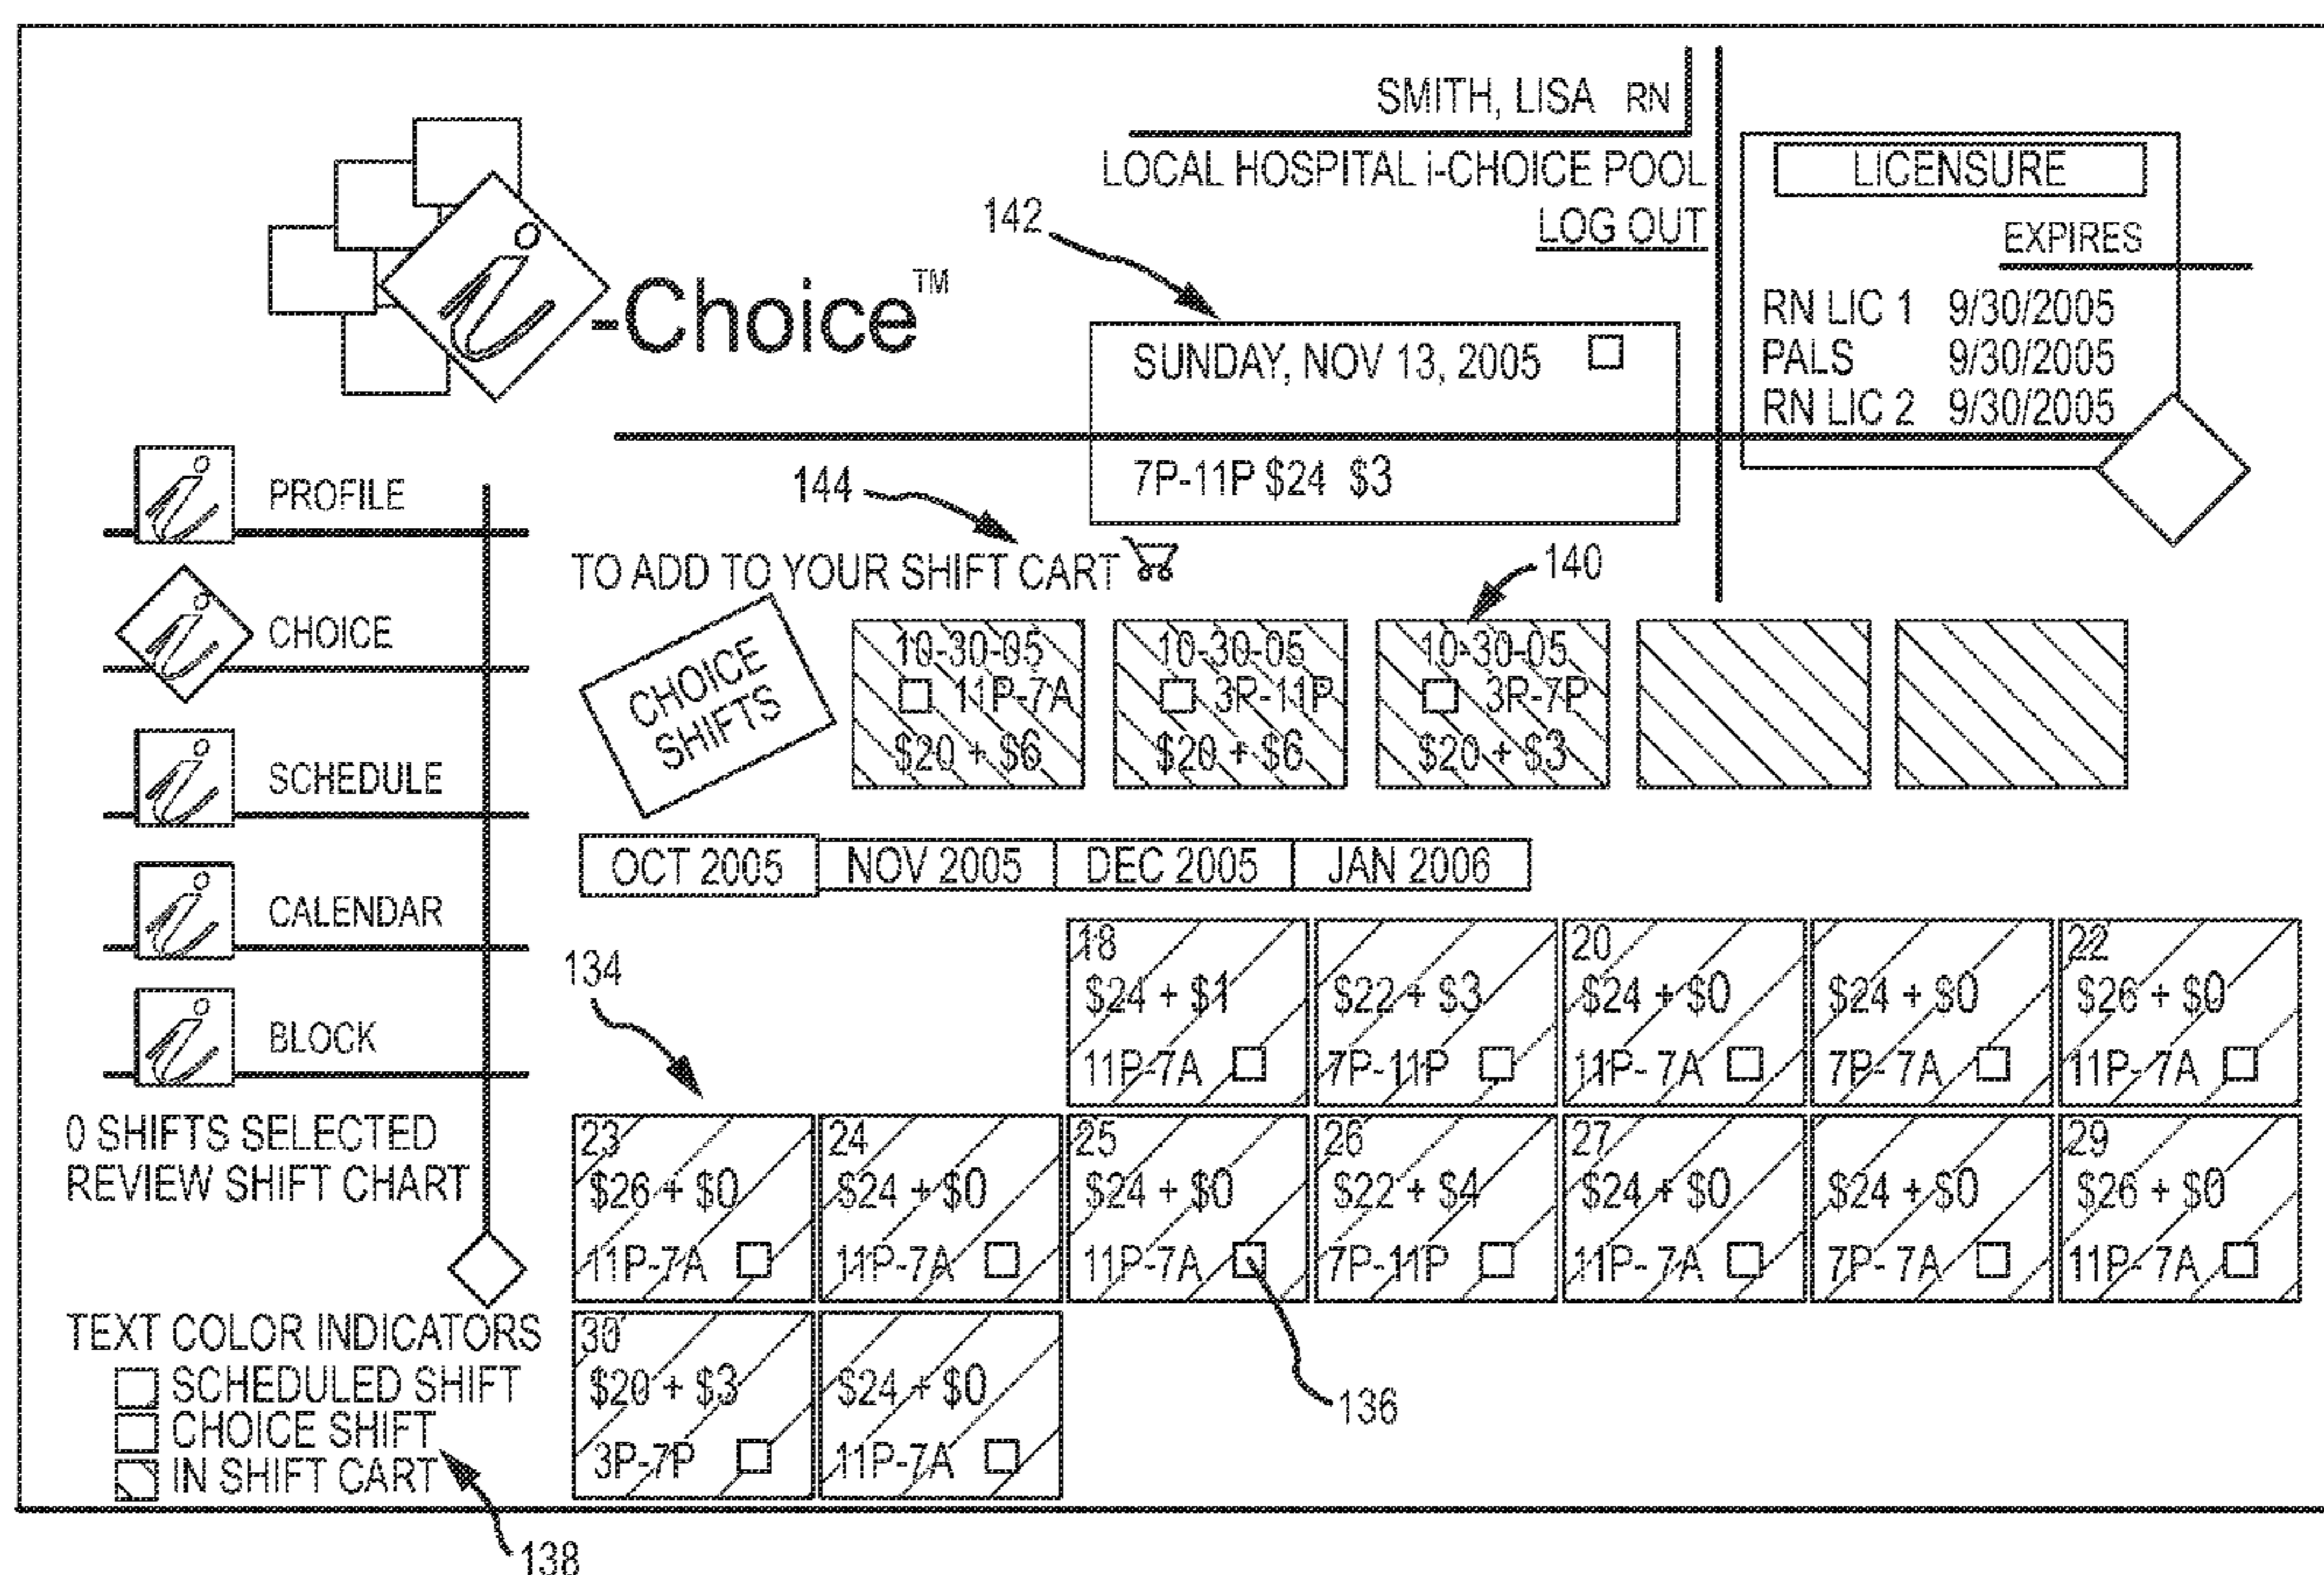 SMITH, LISA RN
LOCAL HOSPITAL i-CHOICE POOL
LOG OUT
LICENSURE
EXPIRES
RN LIC 1 9/30/2005
PALS 9/30/2005
RN LIC 2 9/30/2005
i-Choice™
142
SUNDAY, NOV 13, 2005
7P-11P $24 $3
144
TO ADD TO YOUR SHIFT CART
140
PROFILE
CHOICE
SCHEDULE
CALENDAR
BLOCK
0 SHIFTS SELECTED
REVIEW SHIFT CHART
TEXT COLOR INDICATORS
SCHEDULED SHIFT
CHOICE SHIFT
IN SHIFT CART
138
CHOICE
SHIFTS
10-30-05
11P-7A
$20 + $6
10-30-05
3R-11P
$20 + $6
10-30-05
3R-7P
$20 + $3
OCT 2005 NOV 2005 DEC 2005 JAN 2006
134
18
$24 + $1
11P-7A
$22 + $3
7P-11P
20
$24 + $0
11P-7A
$24 + $0
7P-7A
22
$26 + $0
11P-7A
23
$26 + $0
11P-7A
24
$24 + $0
11P-7A
25
$24 + $0
11P-7A
26
$22 + $4
7P-11P
27
$24 + $0
11P-7A
$24 + $0
7P-7A
29
$26 + $0
11P-7A
30
$20 + $3
3P-7P
$24 + $0
11P-7A
136